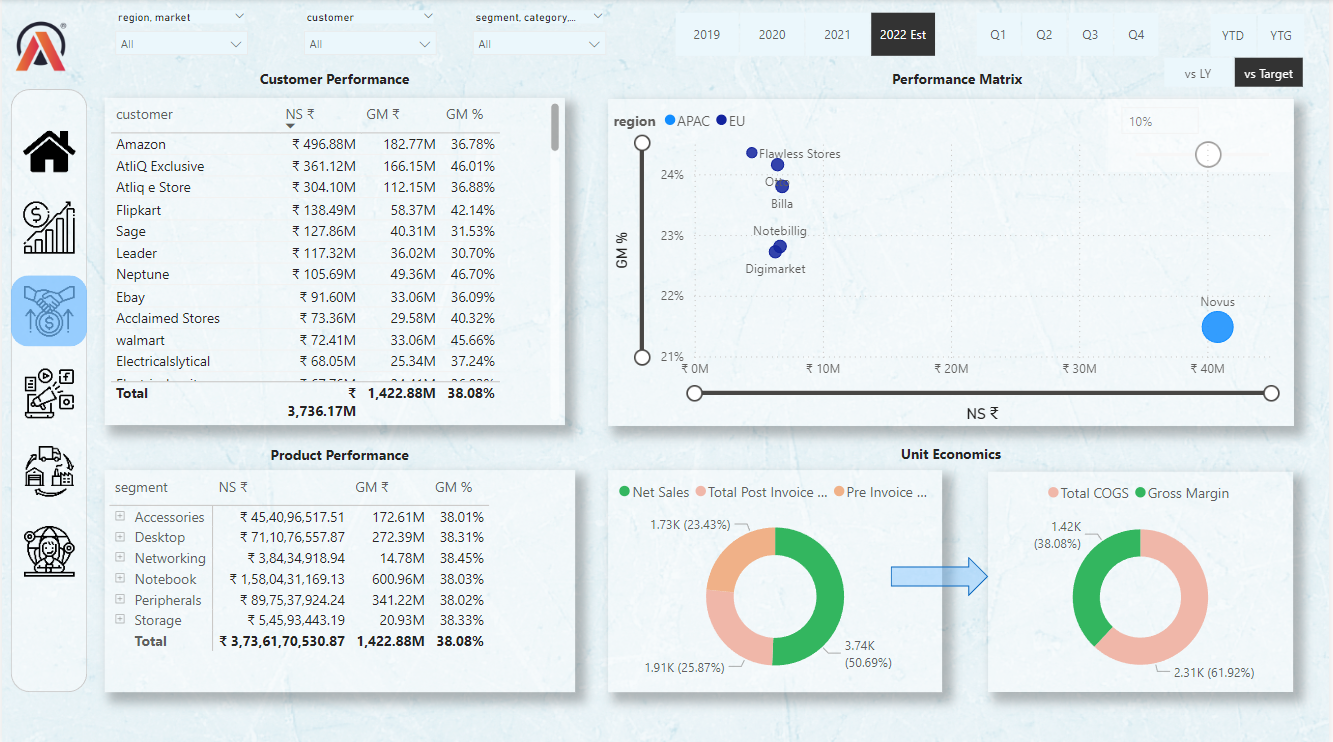 region, market
customer
segment, category,...
All
All
All
2019 2020 2021 2022 Est
Q1 Q2 Q3 Q4
YTD YTG
vs LY vs Target
Customer Performance
customer NS ₹ GM ₹ GM %
Amazon ₹ 496.88M 182.77M 36.78%
AtliQ Exclusive ₹ 361.12M 166.15M 46.01%
Atliq e Store ₹ 304.10M 112.15M 36.88%
Flipkart ₹ 138.49M 58.37M 42.14%
Sage ₹ 127.86M 40.31M 31.53%
Leader ₹ 117.32M 36.02M 30.70%
Neptune ₹ 105.69M 49.36M 46.70%
Ebay ₹ 91.60M 33.06M 36.09%
Acclaimed Stores ₹ 73.36M 29.58M 40.32%
walmart ₹ 72.41M 33.06M 45.66%
Electricalslytical ₹ 68.05M 25.34M 37.24%
Total ₹ 1,422.88M 38.08%
3,736.17M
Performance Matrix
region APAC EU
10%
Flawless Stores
24%
Otto
Billa
23%
Notebillig
Digimarket
22%
Novus
21%
GM %
₹ 0M ₹ 10M ₹ 20M ₹ 30M ₹ 40M
NS ₹
Product Performance
segment NS ₹ GM ₹ GM %
Accessories ₹ 45,40,96,517.51 172.61M 38.01%
Desktop ₹ 71,10,76,557.87 272.39M 38.31%
Networking ₹ 3,84,34,918.94 14.78M 38.45%
Notebook ₹ 1,58,04,31,169.13 600.96M 38.03%
Peripherals ₹ 89,75,37,924.24 341.22M 38.02%
Storage ₹ 5,45,93,443.19 20.93M 38.33%
Total ₹ 3,73,61,70,530.87 1,422.88M 38.08%
Unit Economics
Net Sales Total Post Invoice ... Pre Invoice ...
1.73K (23.43%)
3.74K
(50.69%)
1.91K (25.87%)
Total COGS Gross Margin
1.42K
(38.08%)
2.31K (61.92%)